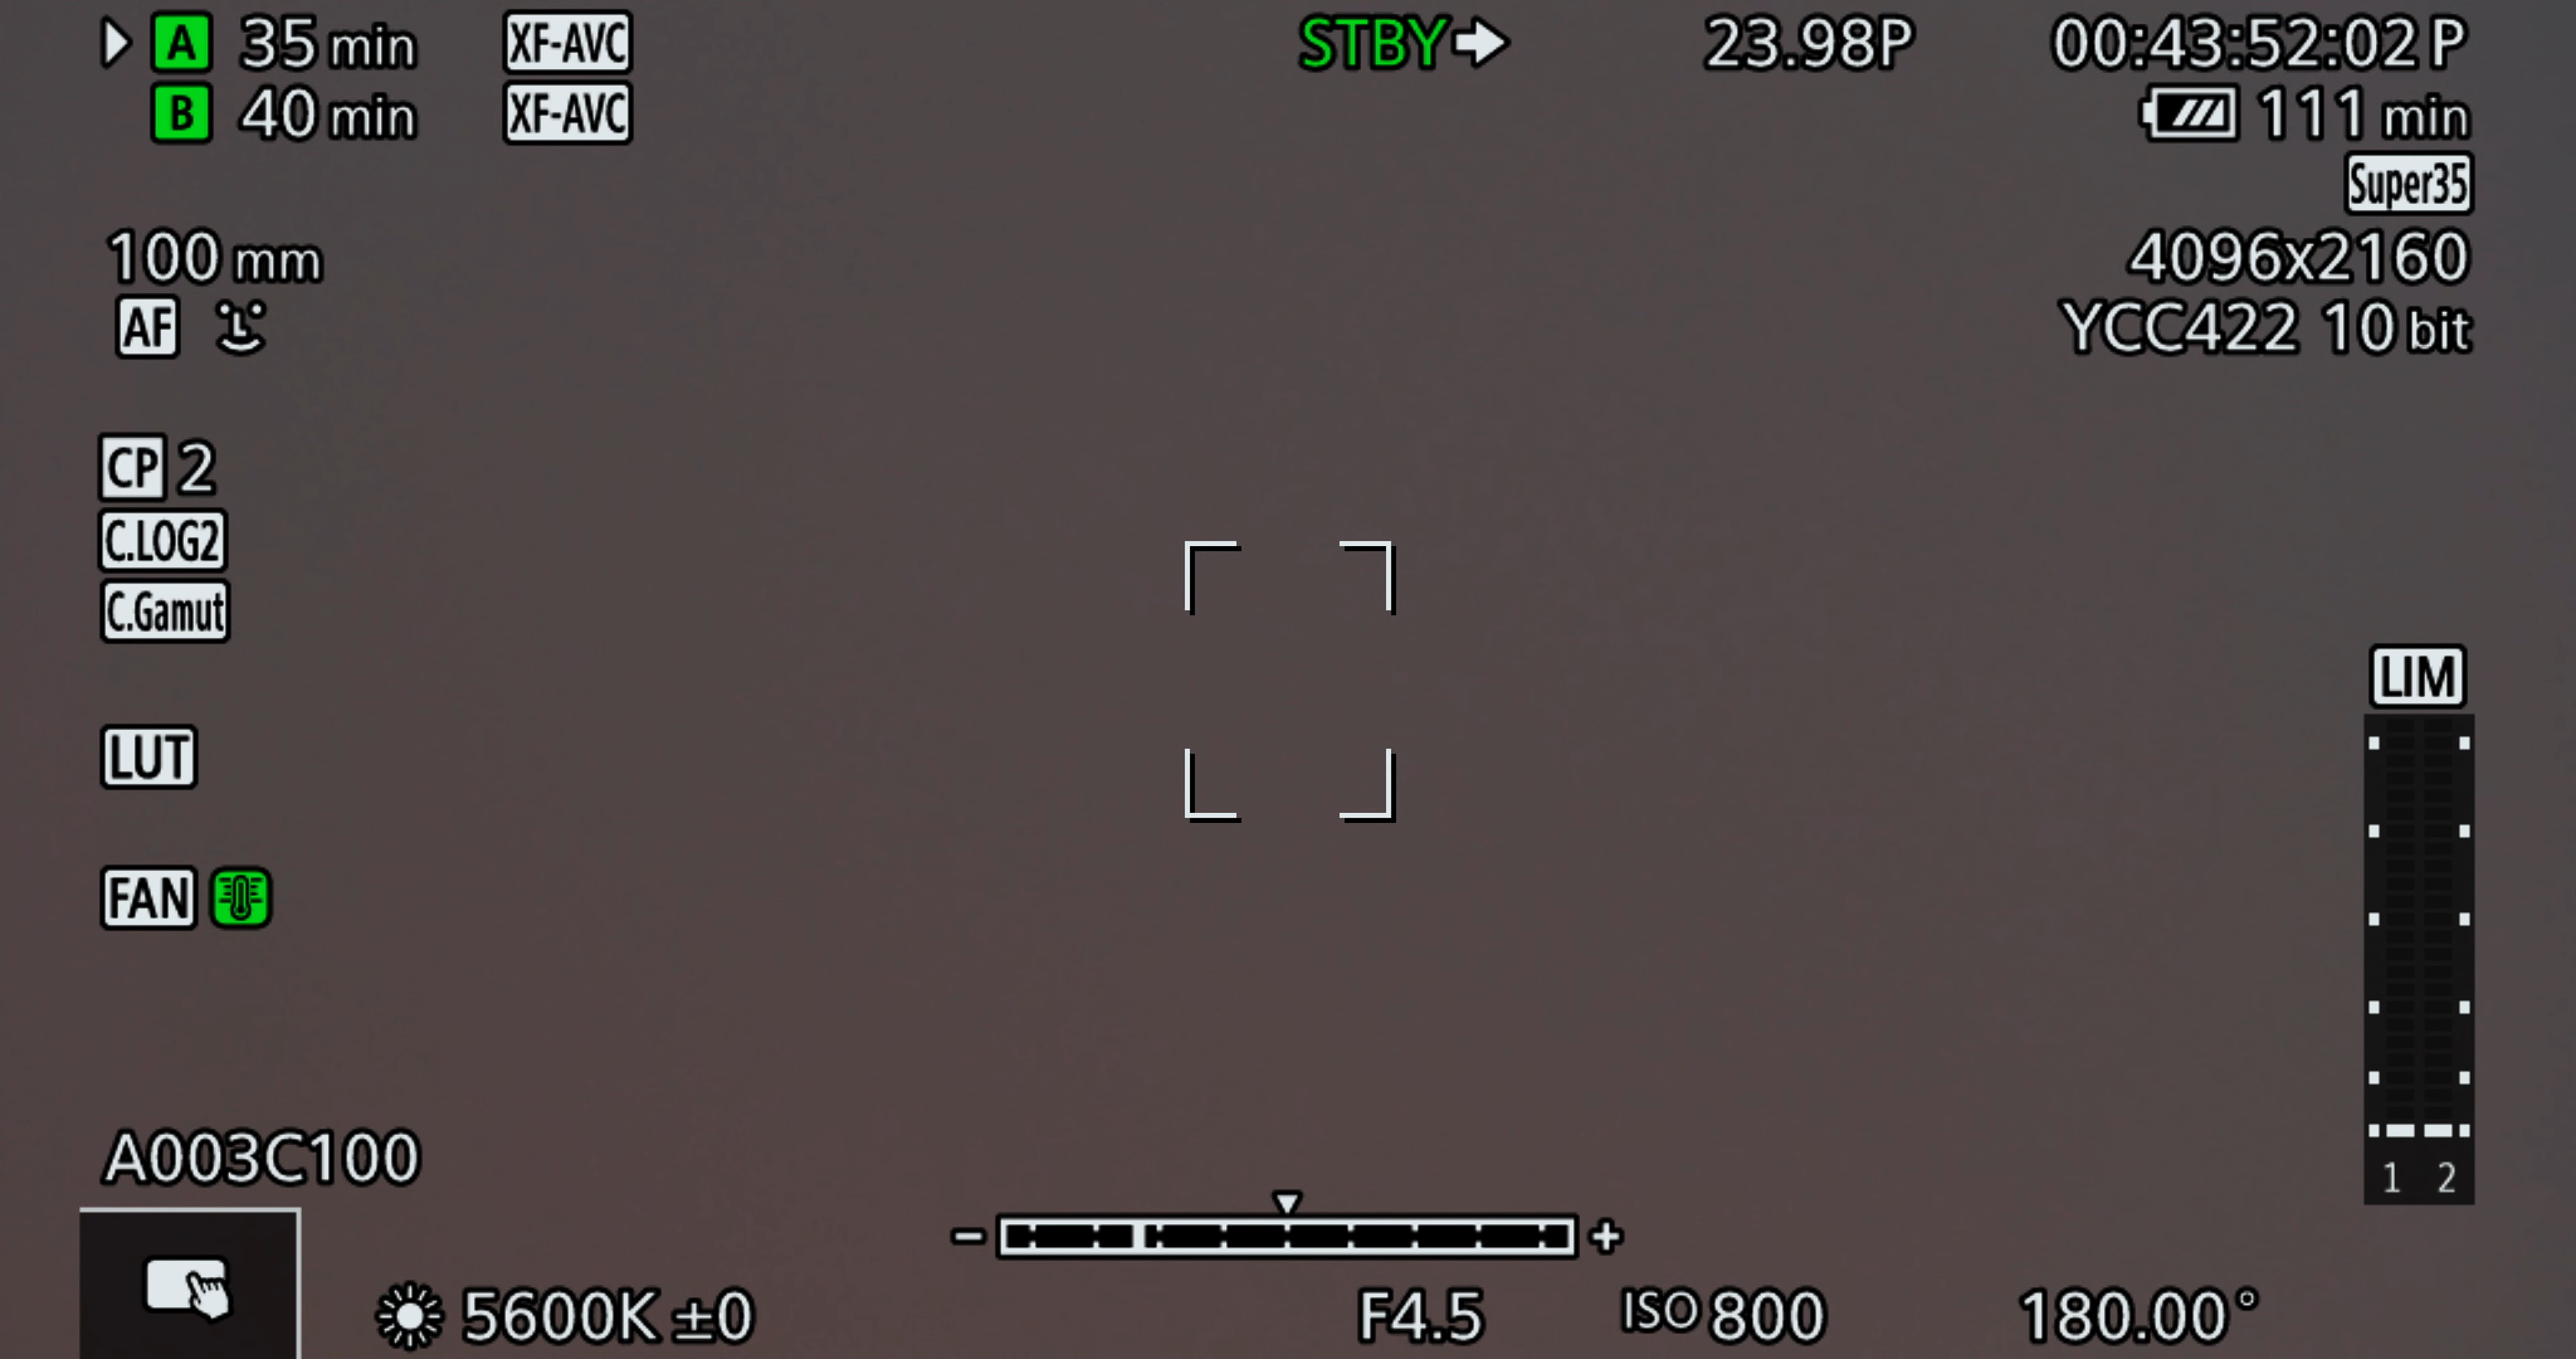 A 35 min XF-AVC STBY 23.98P 00:43:52:02 P
B 40 min XF-AVC 111 min
Super35
100 mm 4096x2160
AF YCC422 10 bit
CP 2
C.LOG2
C.Gamut
LIM
LUT
FAN
A003C100
1 2
- +
5600K ±0 F4.5 ISO 800 180.00°